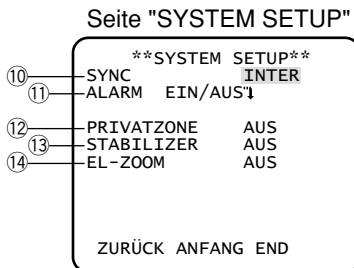 Seite "SYSTEM SETUP"
**SYSTEM SETUP**
⑩ SYNC INTER
⑪ ALARM EIN/AUS↴
⑫ PRIVATZONE AUS
⑬ STABILIZER AUS
⑭ EL-ZOOM AUS
ZURÜCK ANFANG END